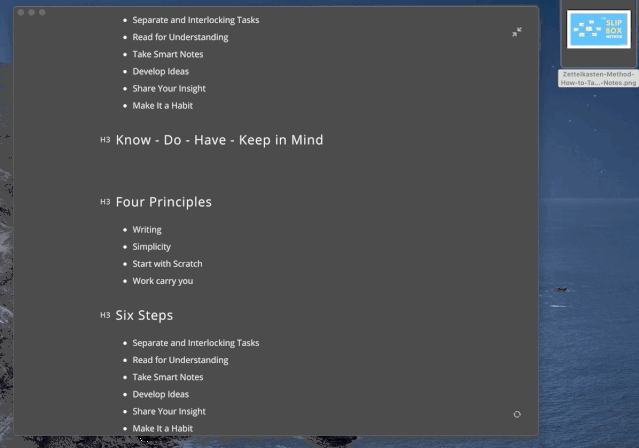 Separate and Interlocking Tasks
Read for Understanding
Take Smart Notes
Develop Ideas
Share Your Insight
Make It a Habit
H3 Know - Do - Have - Keep in Mind
H3 Four Principles
Writing
Simplicity
Start with Scratch
Work carry you
H3 Six Steps
Separate and Interlocking Tasks
Read for Understanding
Take Smart Notes
Develop Ideas
Share Your Insight
Make It a Habit
SLIP
BOX
METHOD
Zettelkasten-Method-
How-to-Ta...-Notes.png